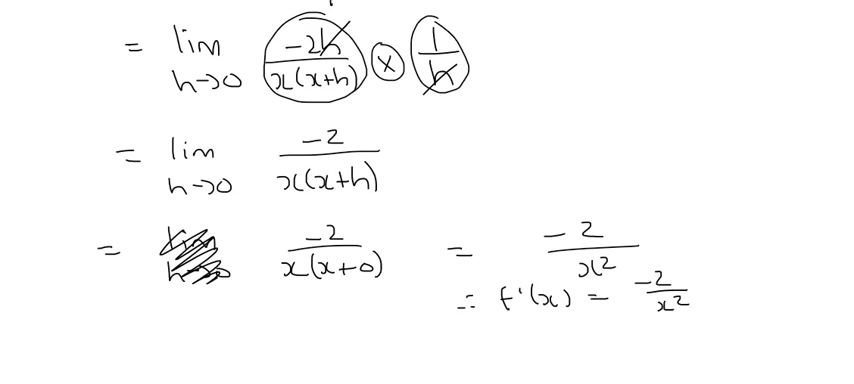 = lim h→0 -2h/x(x+h) × 1/h
= lim h→0 -2/x(x+h)
= -2/x(x+0) = -2/x²
∴ f'(x) = -2/x²